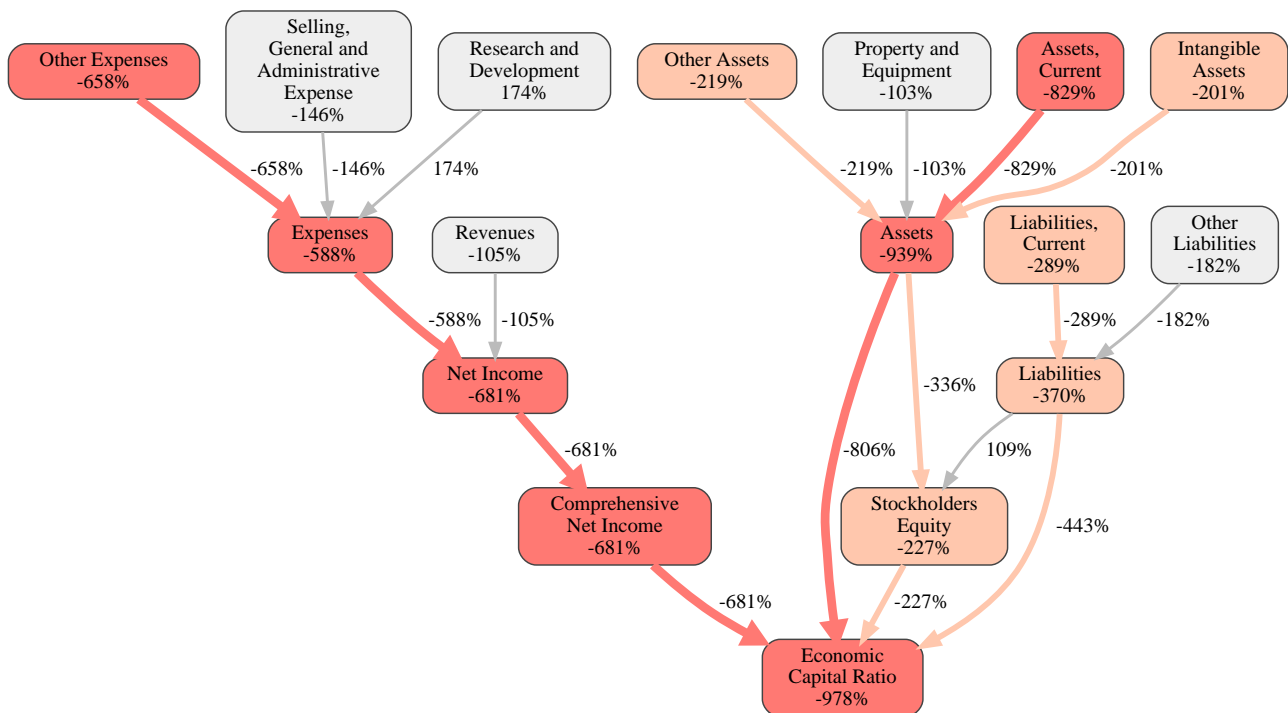 Other Expenses
-658%
Selling,
General and
Administrative
Expense
-146%
Research and
Development
174%
Other Assets
-219%
Property and
Equipment
-103%
Assets,
Current
-829%
Intangible
Assets
-201%
-658%
-146%
174%
-219%
-103%
-829%
-201%
Expenses
-588%
Revenues
-105%
Assets
-939%
Liabilities,
Current
-289%
Other
Liabilities
-182%
-588%
-105%
-289%
-182%
Net Income
-681%
-336%
Liabilities
-370%
-681%
-806%
109%
Comprehensive
Net Income
-681%
Stockholders
Equity
-227%
-443%
-681%
-227%
Economic
Capital Ratio
-978%